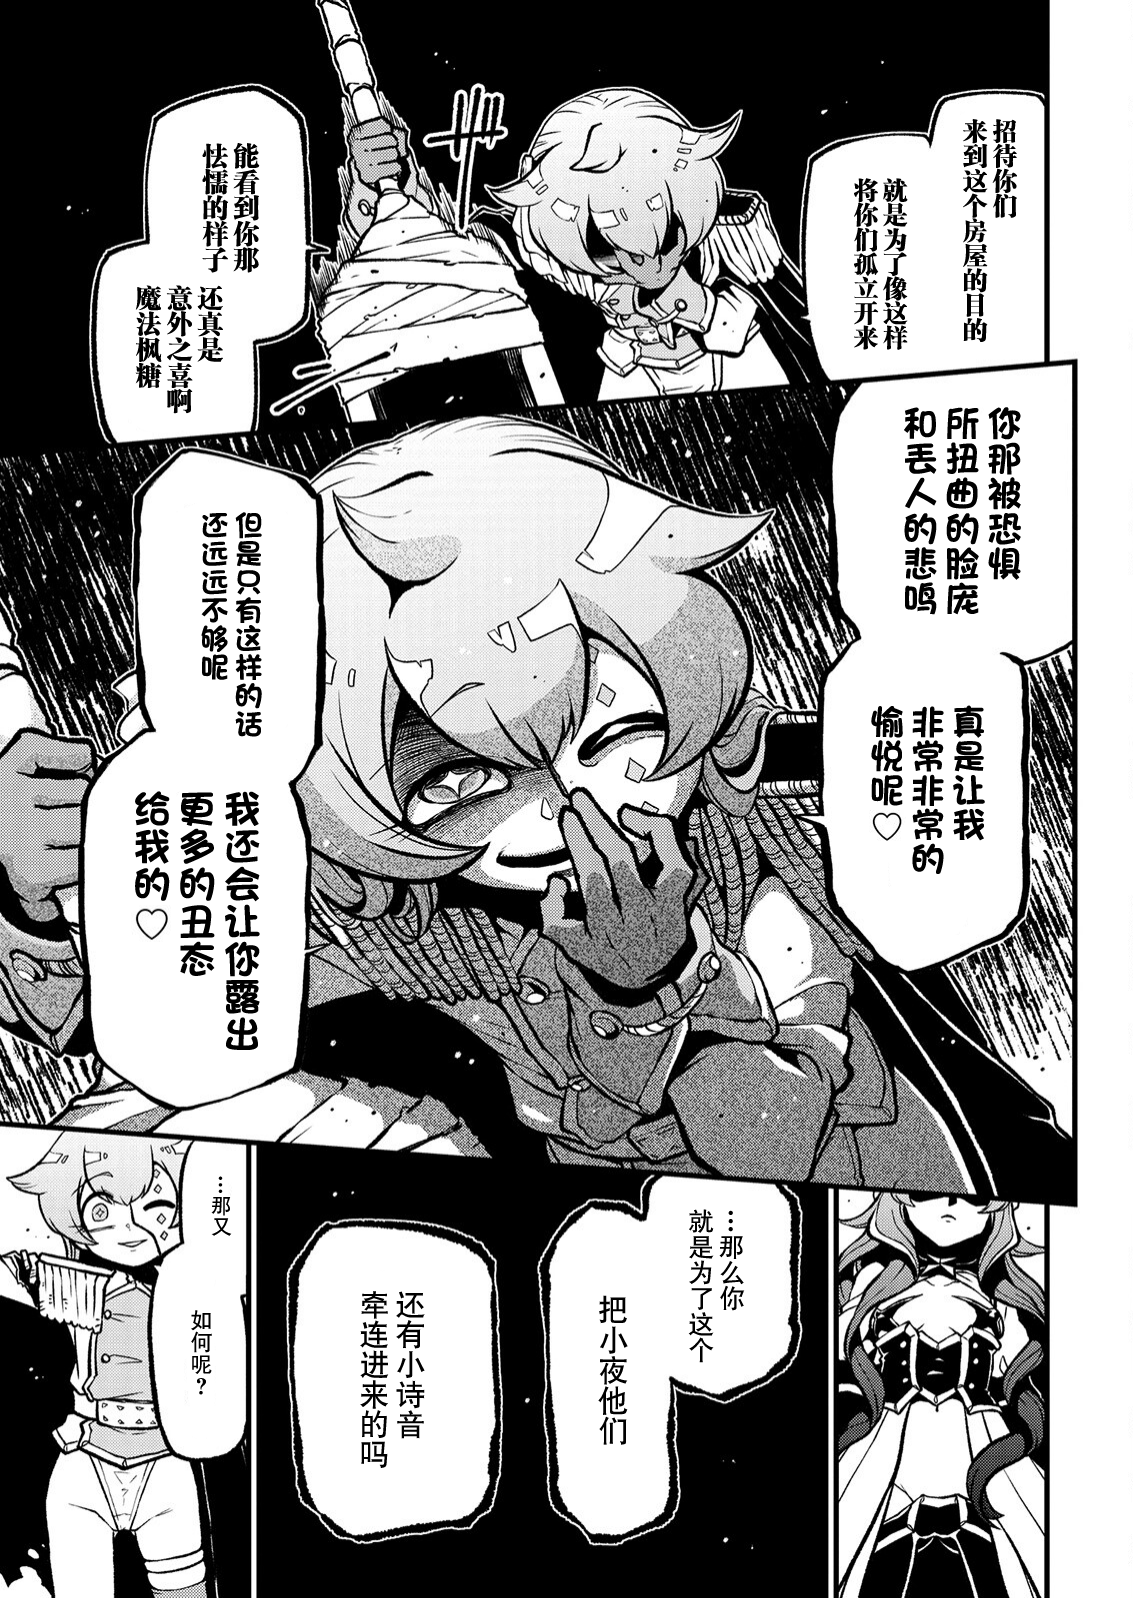 招待你们
来到这个房屋的目的
就是为了像这样
将你们孤立开来
能看到你那
怯懦的样子
还真是
意外之喜啊
魔法枫糖
你那被恐惧
所扭曲的脸庞
和丢人的悲鸣
真是让我
非常非常的
愉悦呢♡
但是只有这样的话
还远远不够呢
我还会让你露出
更多的丑态
给我的♡
…那么你
就是为了这个
把小夜他们
还有小诗音
牵连进来的吗
…那又
如何呢？